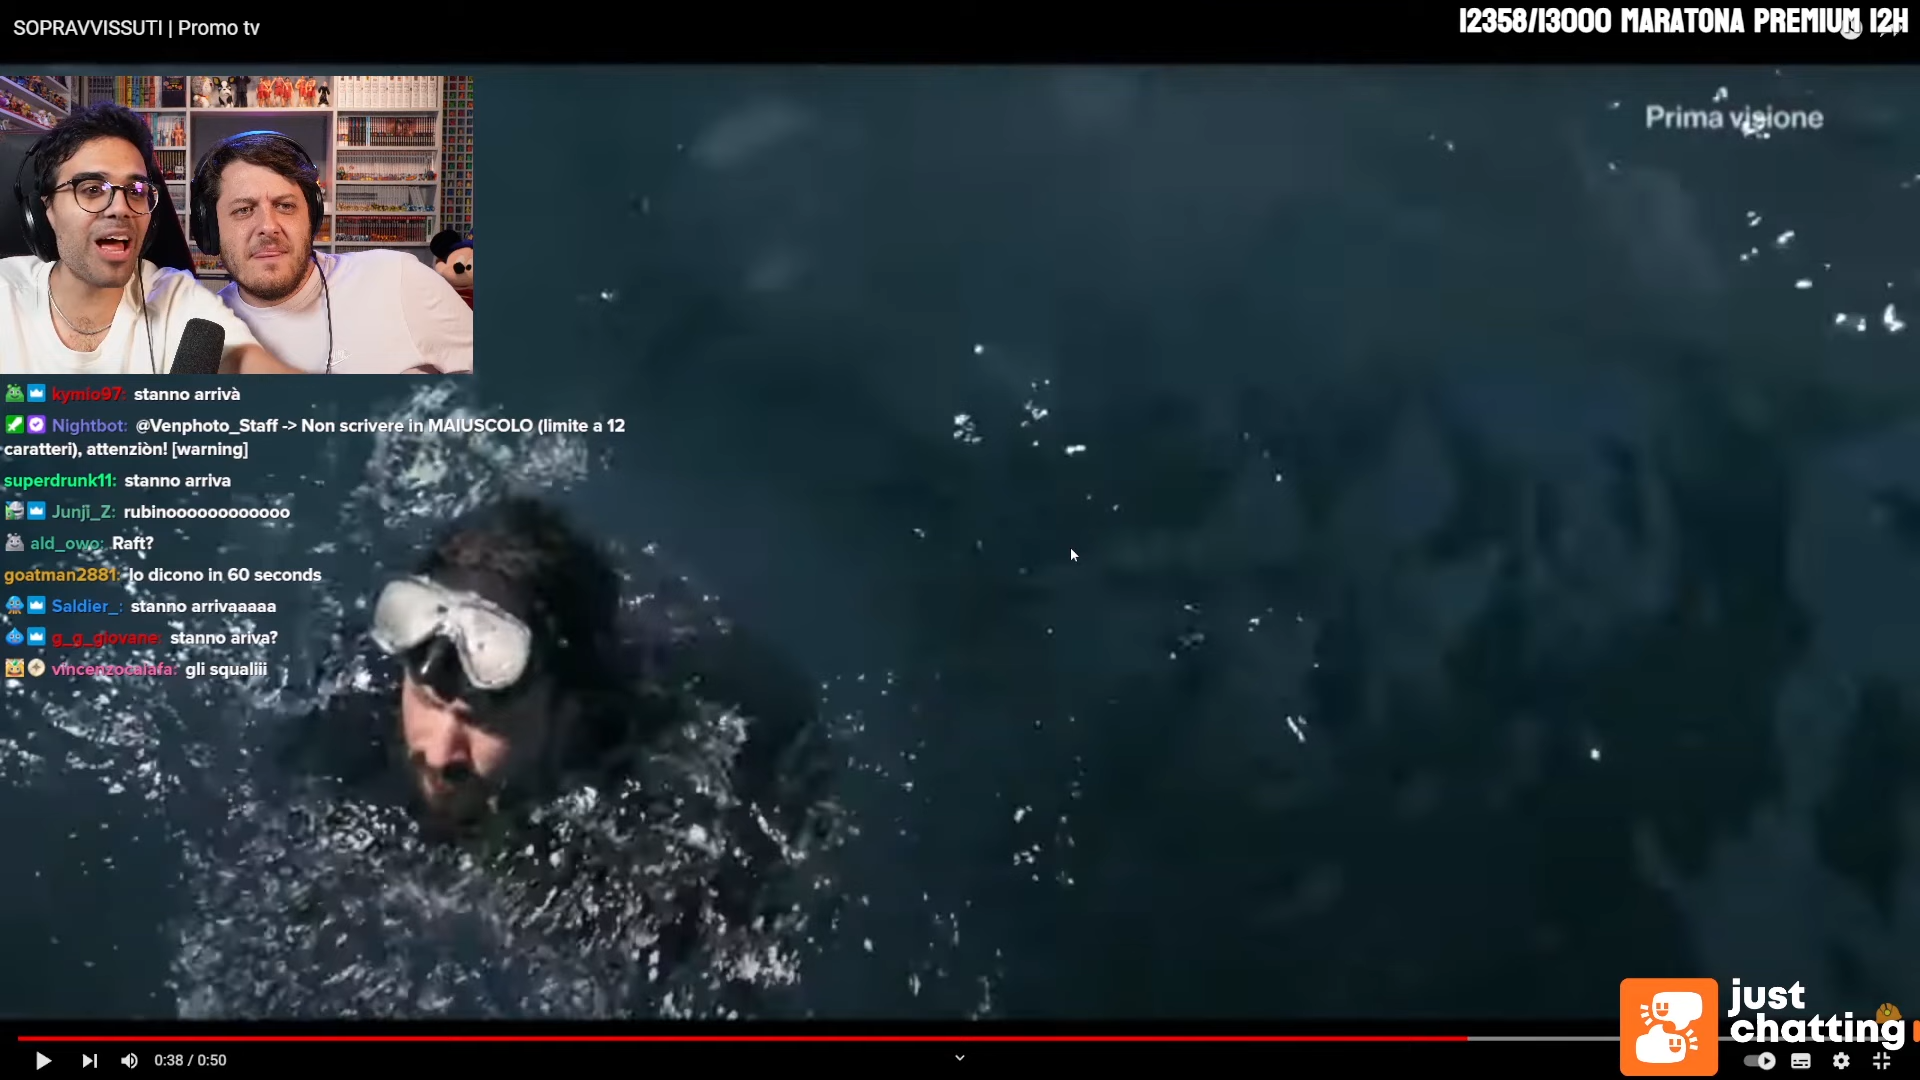 SOPRAVVISSUTI | Promo tv
12358/13000 MARATONA PREMIUM 12H
Prima visione
kymio97: stanno arrivà
Nightbot: @Venphoto_Staff -> Non scrivere in MAIUSCOLO (limite a 12
caratteri), attenziòn! [warning]
superdrunk11: stanno arriva
Junji_Z: rubinoooooooooooo
ald_owo: Raft?
goatman2881: lo dicono in 60 seconds
Saldier_: stanno arrivaaaaa
g_g_giovane: stanno ariva?
vincenzocaiafa: gli squaliii
just
chatting
0:38 / 0:50